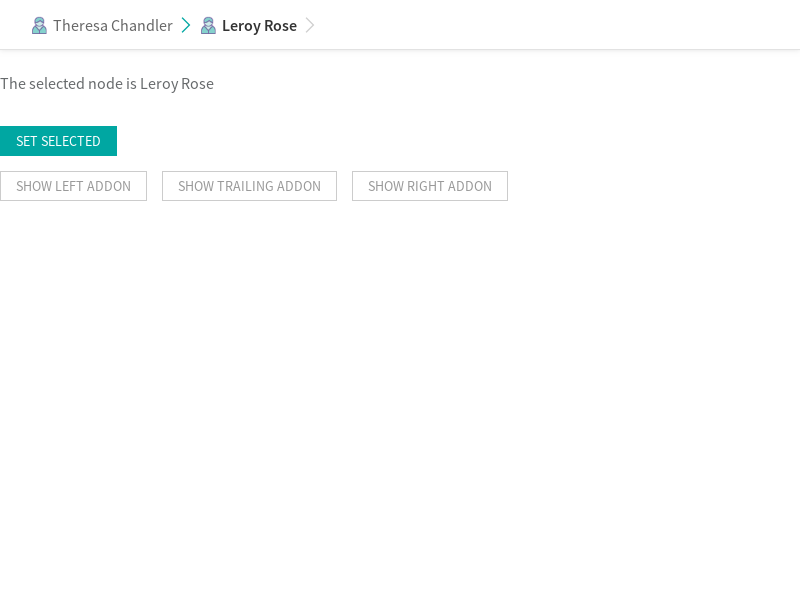 Theresa Chandler Leroy Rose
The selected node is Leroy Rose
SET SELECTED
SHOW LEFT ADDON SHOW TRAILING ADDON SHOW RIGHT ADDON